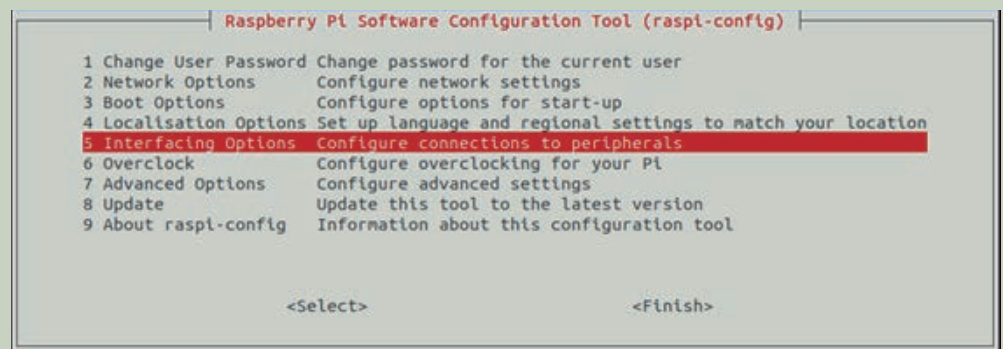 Raspberry Pi Software Configuration Tool (raspi-config)
1 Change User Password Change password for the current user
2 Network Options Configure network settings
3 Boot Options Configure options for start-up
4 Localisation Options Set up language and regional settings to match your location
5 Interfacing Options Configure connections to peripherals
6 Overclock Configure overclocking for your Pi
7 Advanced Options Configure advanced settings
8 Update Update this tool to the latest version
9 About raspi-config Information about this configuration tool
<Select> <Finish>